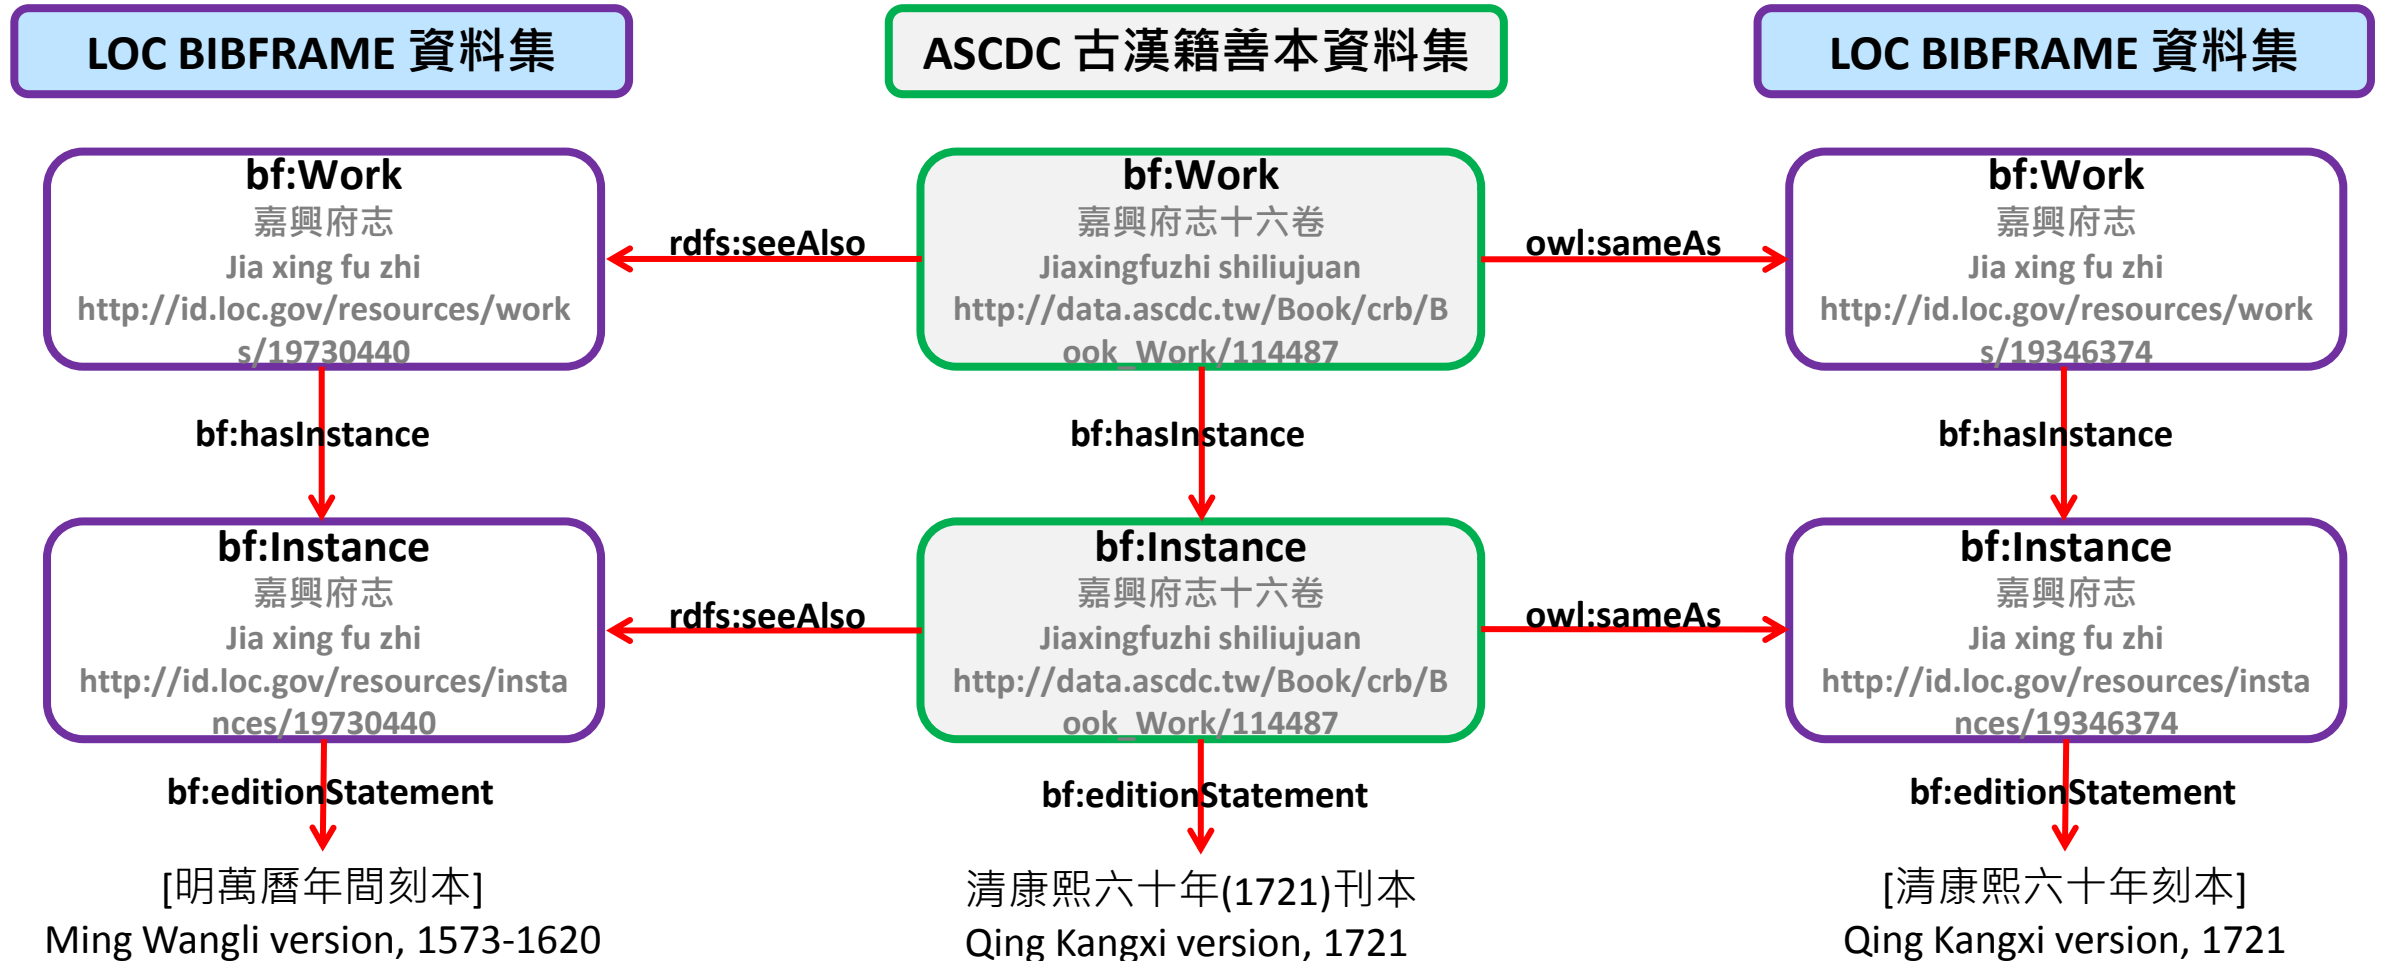 LOC BIBFRAME 資料集
ASCDC 古漢籍善本資料集
LOC BIBFRAME 資料集
bf:Work
嘉興府志
Jia xing fu zhi
http://id.loc.gov/resources/work
s/19730440
rdfs:seeAlso
bf:Work
嘉興府志十六卷
Jiaxingfuzhi shiliujuan
http://data.ascdc.tw/Book/crb/B
ook_Work/114487
owl:sameAs
bf:Work
嘉興府志
Jia xing fu zhi
http://id.loc.gov/resources/work
s/19346374
bf:hasInstance
bf:hasInstance
bf:hasInstance
bf:Instance
嘉興府志
Jia xing fu zhi
http://id.loc.gov/resources/insta
nces/19730440
rdfs:seeAlso
bf:Instance
嘉興府志十六卷
Jiaxingfuzhi shiliujuan
http://data.ascdc.tw/Book/crb/B
ook_Work/114487
owl:sameAs
bf:Instance
嘉興府志
Jia xing fu zhi
http://id.loc.gov/resources/insta
nces/19346374
bf:editionStatement
bf:editionStatement
bf:editionStatement
[明萬曆年間刻本]
Ming Wangli version, 1573-1620
清康熙六十年(1721)刊本
Qing Kangxi version, 1721
[清康熙六十年刻本]
Qing Kangxi version, 1721